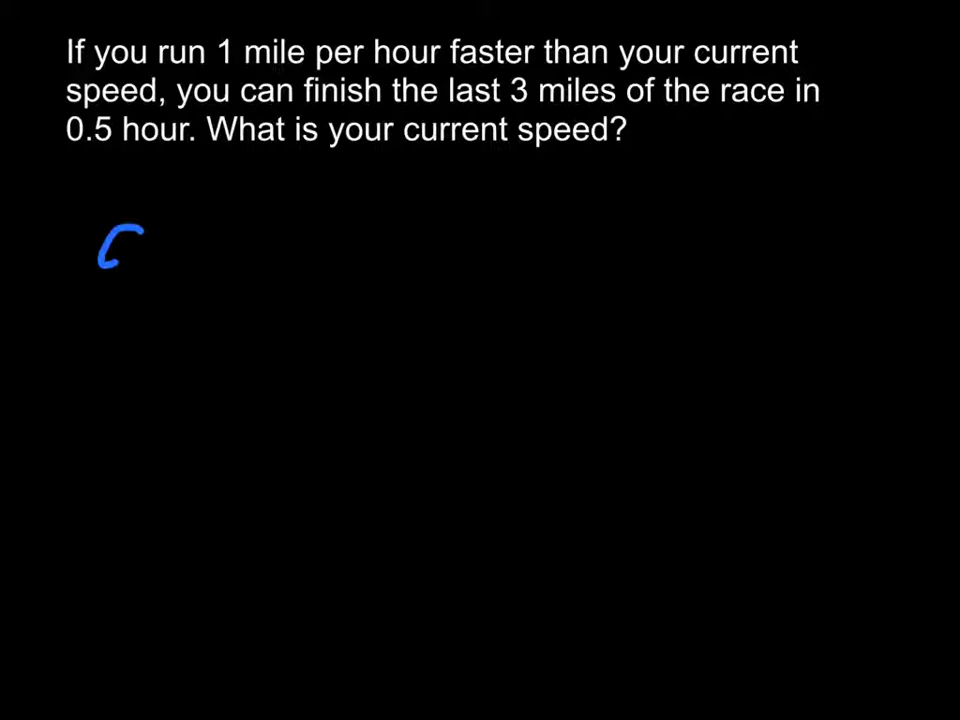 If you run 1 mile per hour faster than your current
speed, you can finish the last 3 miles of the race in
0.5 hour. What is your current speed?